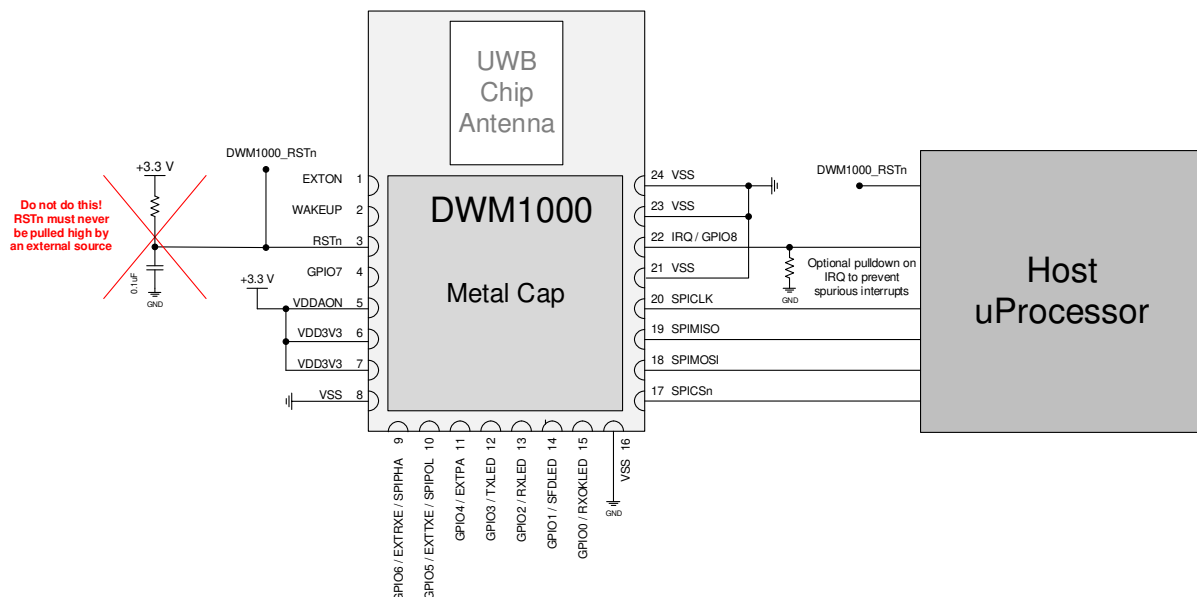 UWB
Chip
Antenna
DWM1000
Metal Cap
+3.3 V
Do not do this!
RSTn must never
be pulled high by
an external source
0.1uF
GND
DWM1000_RSTn
+3.3 V
EXTON 1
WAKEUP 2
RSTn 3
GPIO7 4
VDDAON 5
VDD3V3 6
VDD3V3 7
VSS 8
GPIO6 / EXTRXE / SPIPHA 9
GPIO5 / EXTTXE / SPIPOL 10
GPIO4 / EXTPA 11
GPIO3 / TXLED 12
GPIO2 / RXLED 13
GPIO1 / SFDLED 14
GPIO0 / RXOKLED 15
VSS 16
GND
24 VSS
23 VSS
22 IRQ / GPIO8
21 VSS
20 SPICLK
19 SPIMISO
18 SPIMOSI
17 SPICSn
GND
Optional pulldown on
IRQ to prevent
spurious interrupts
DWM1000_RSTn
Host
uProcessor